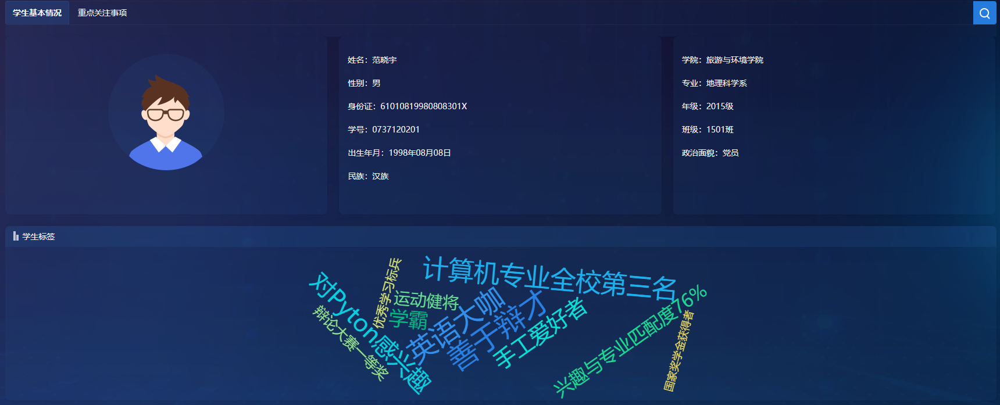 学生基本情况
重点关注事项
姓名：范晓宇
性别：男
身份证：61010819980808301X
学号：0737120201
出生年月：1998年08月08日
民族：汉族
学院：旅游与环境学院
专业：地理科学系
年级：2015级
班级：1501班
政治面貌：党员
学生标签
计算机专业全校第三名
优秀学习标兵
对Pyton感兴趣
运动健将
学霸
英语大咖
善于辩才
手工爱好者
兴趣与专业匹配度76%
辩论大赛一等奖
国家奖学金获得者